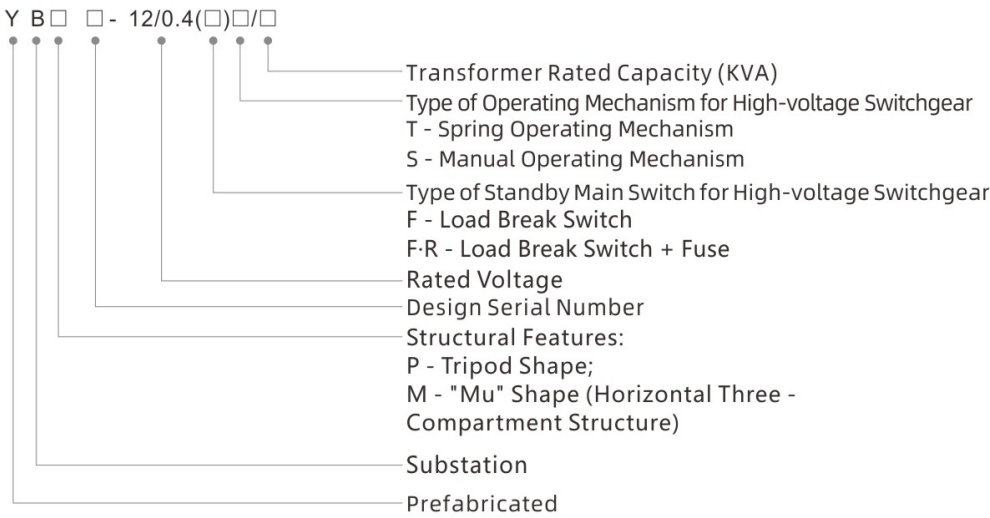 Y B□ □- 12/0.4(□)□/□
Transformer Rated Capacity (KVA)
Type of Operating Mechanism for High-voltage Switchgear
T - Spring Operating Mechanism
S - Manual Operating Mechanism
Type of Standby Main Switch for High-voltage Switchgear
F - Load Break Switch
F·R - Load Break Switch + Fuse
Rated Voltage
Design Serial Number
Structural Features:
P - Tripod Shape;
M - "Mu" Shape (Horizontal Three -
Compartment Structure)
Substation
Prefabricated